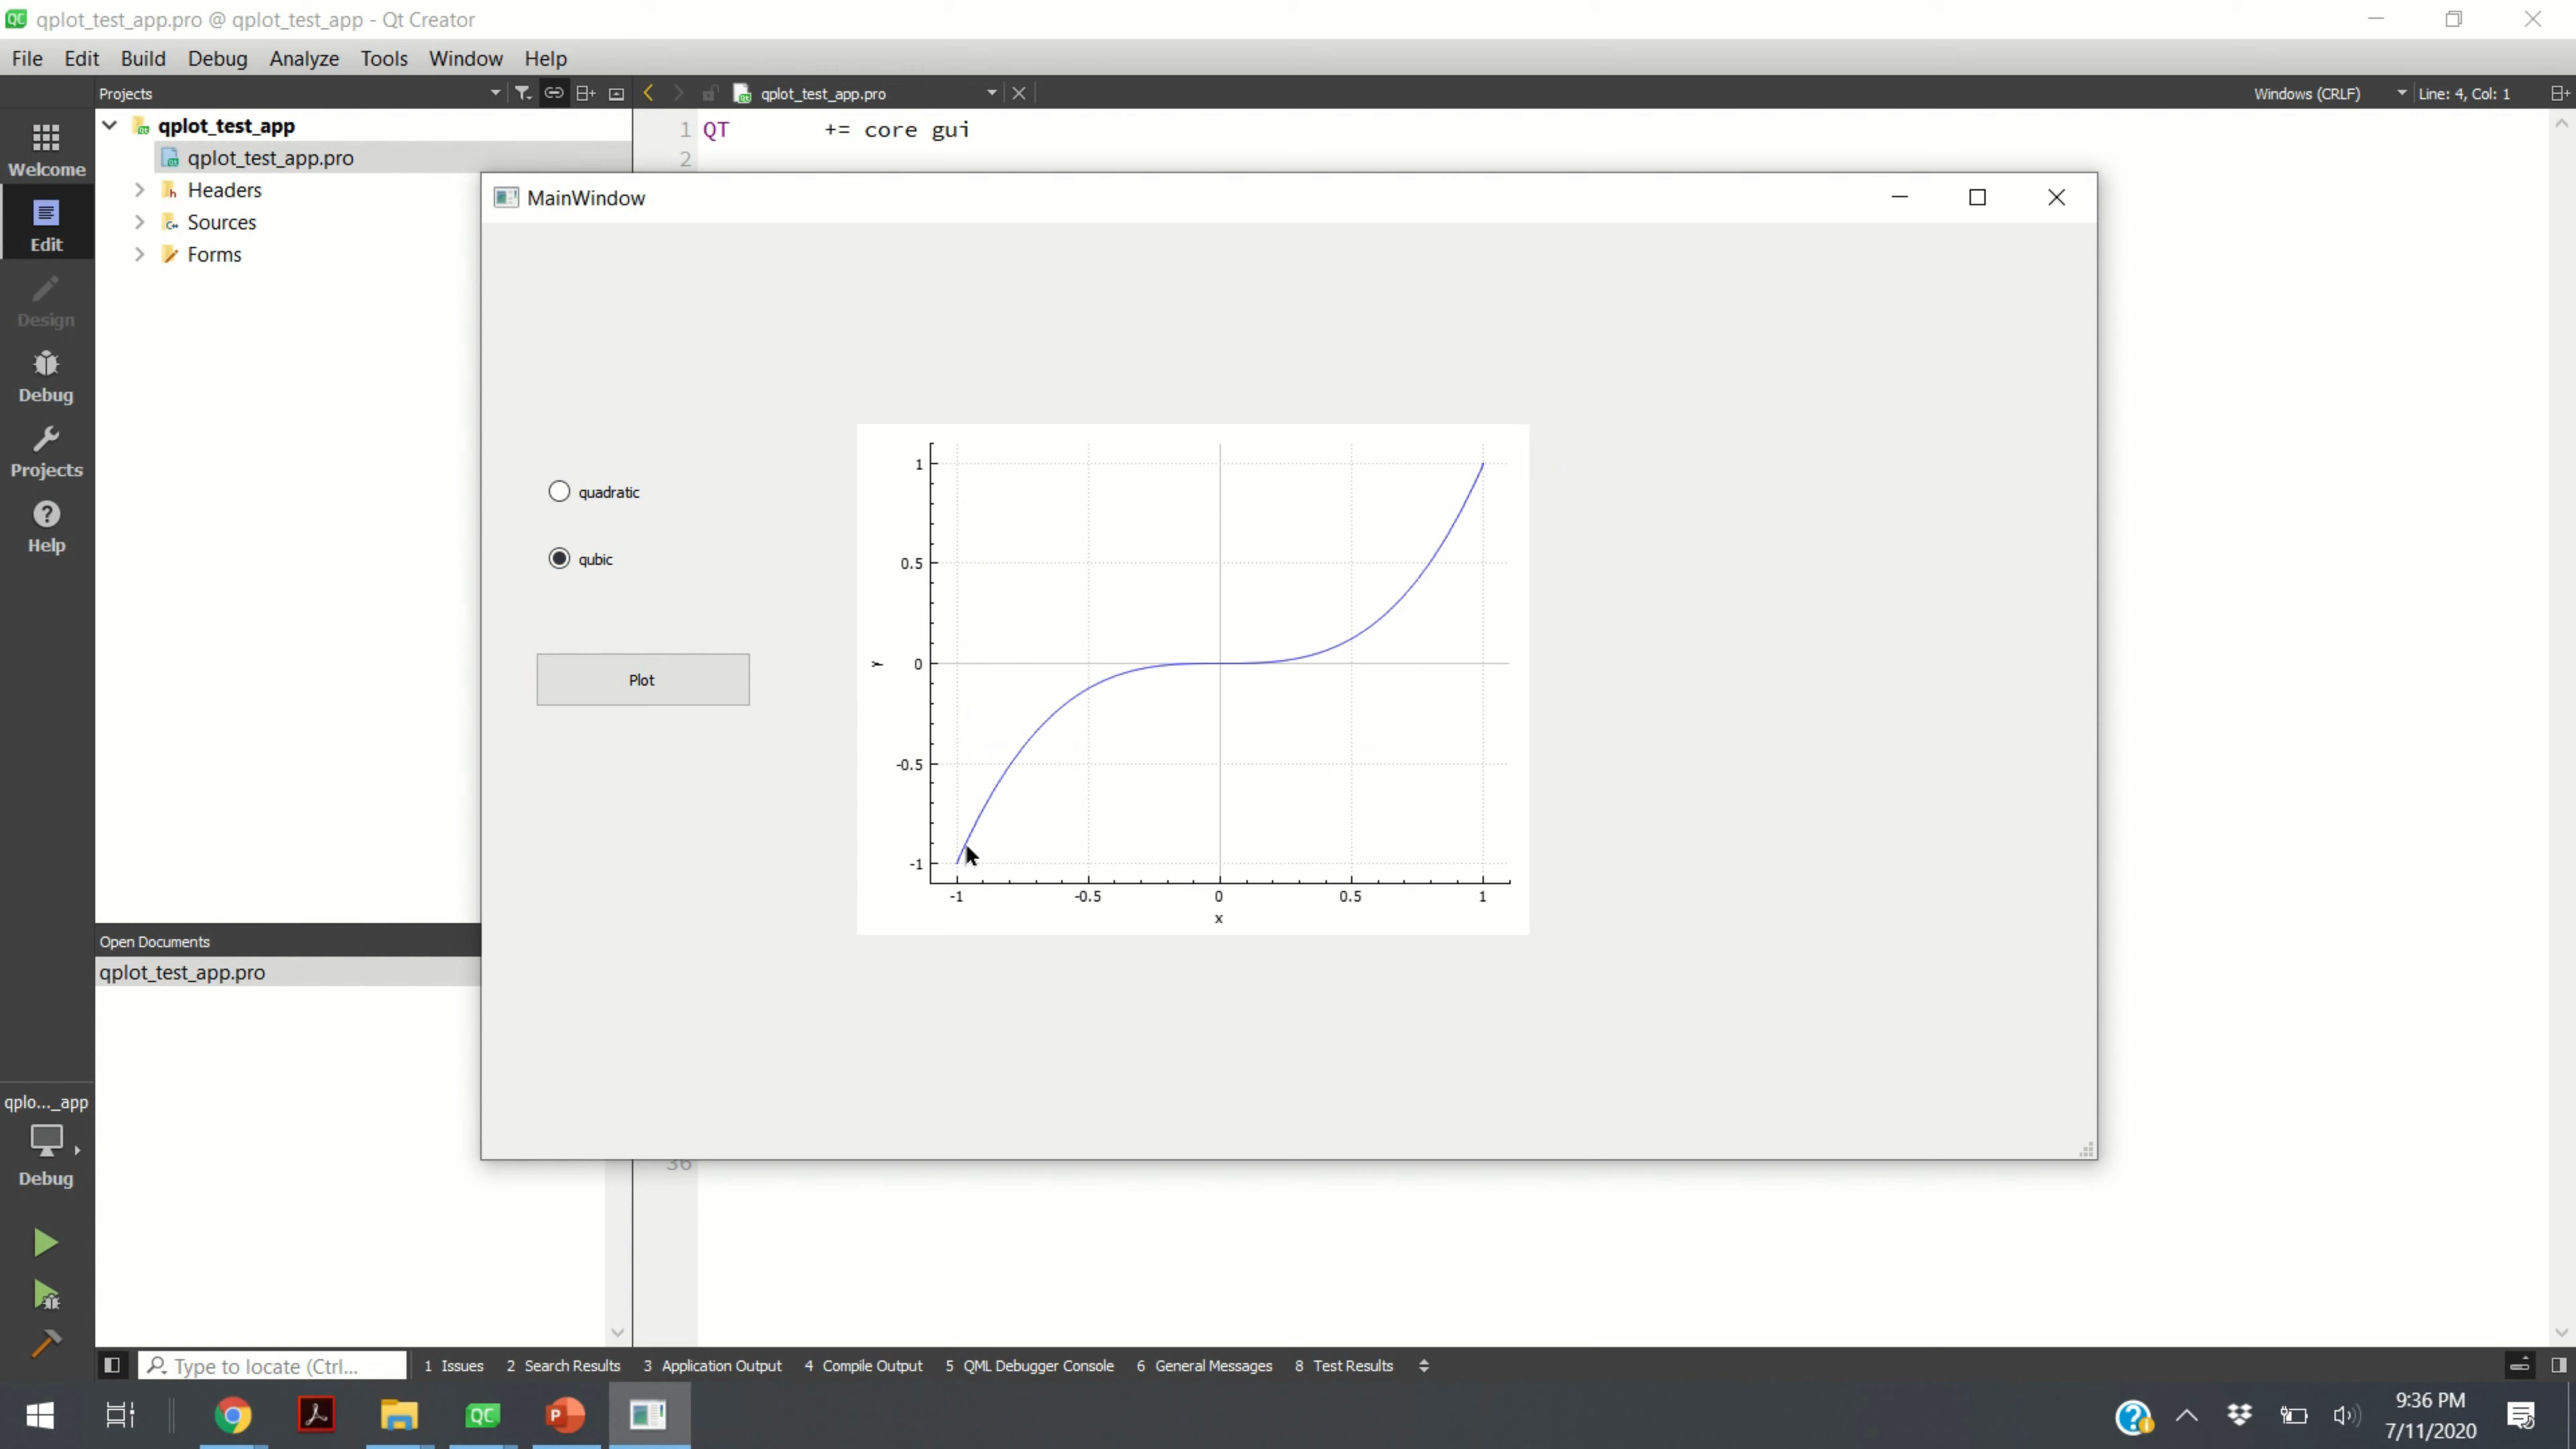 QC qplot_test_app.pro @ qplot_test_app - Qt Creator
File Edit Build Debug Analyze Tools Window Help
Projects
qplot_test_app.pro
Windows (CRLF)
Line: 4, Col: 1
qplot_test_app
qplot_test_app.pro
Headers
Sources
Forms
1 QT += core gui
2
Welcome
Edit
Design
Debug
Projects
Help
MainWindow
quadratic
qubic
Plot
1
0.5
0
-0.5
-1
y
-1 -0.5 0 0.5 1
x
Open Documents
qplot_test_app.pro
36
qplo..._app
Debug
Type to locate (Ctrl...
1 Issues 2 Search Results 3 Application Output 4 Compile Output 5 QML Debugger Console 6 General Messages 8 Test Results
QC
P
9:36 PM
7/11/2020